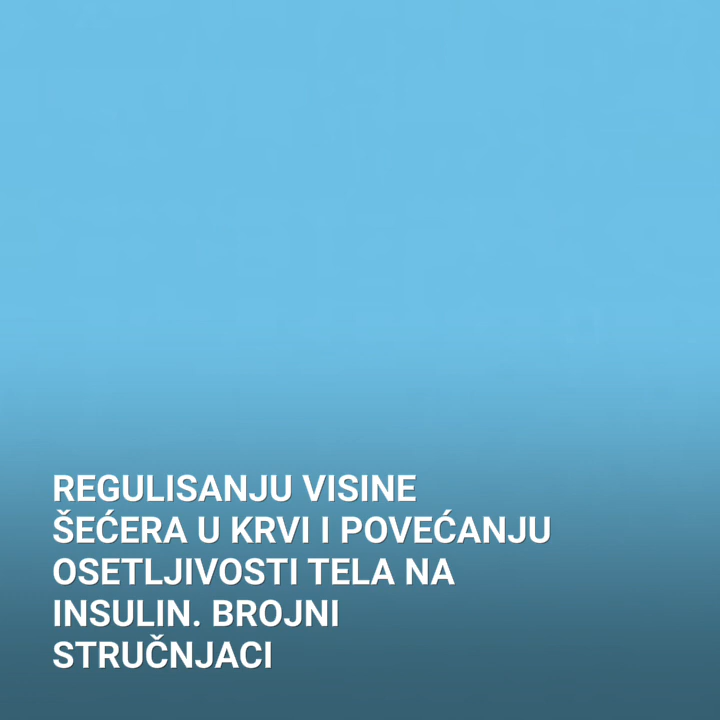 REGULISANJU VISINE
ŠEĆERA U KRVI I POVEĆANJU
OSETLJIVOSTI TELA NA
INSULIN. BROJNI
STRUČNJACI